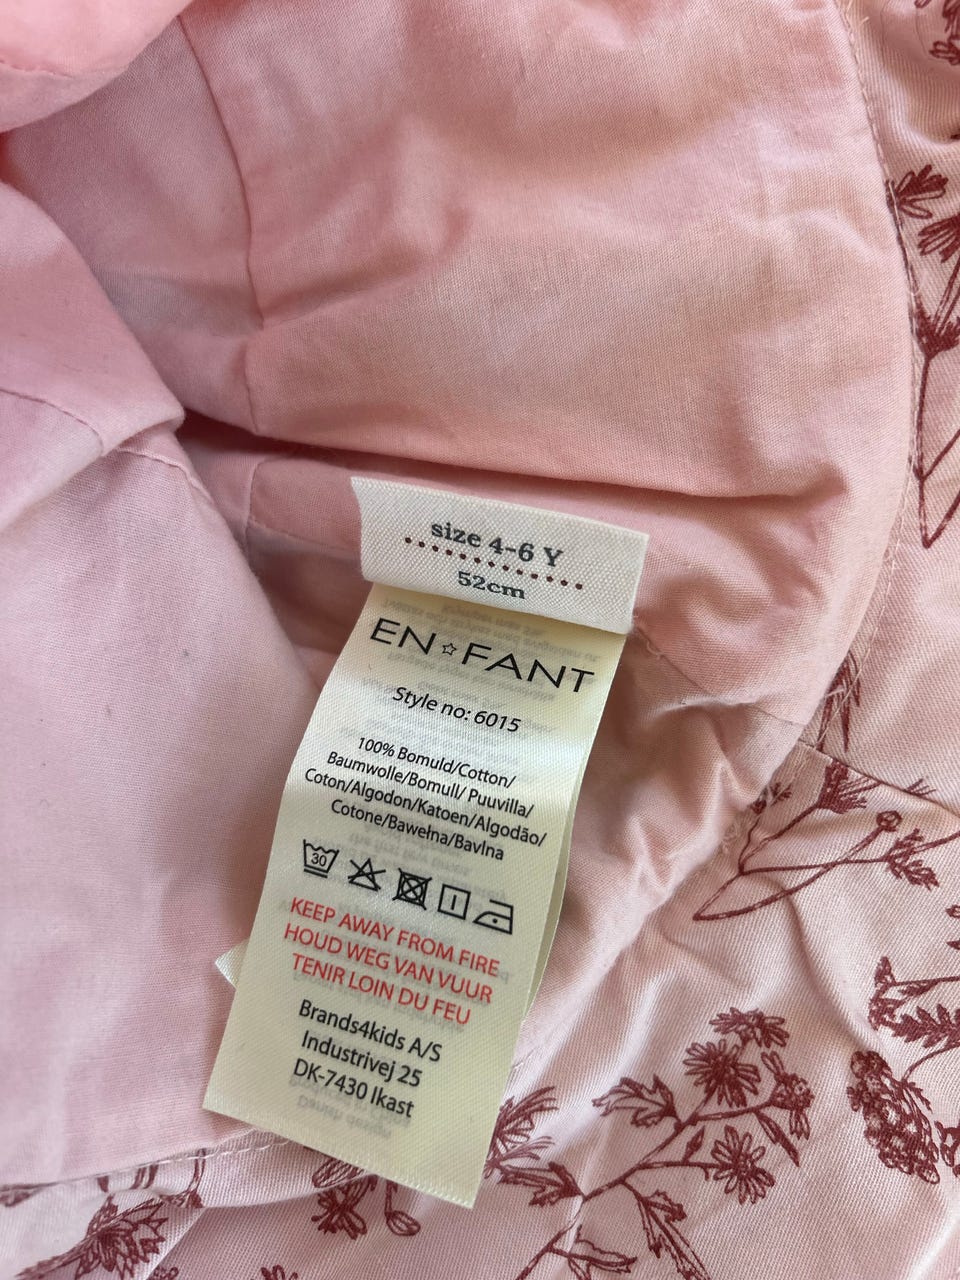 size 4-6 Y
52cm
EN☆FANT
Style no: 6015
100% Bomuld/Cotton/
Baumwolle/Bomull/ Puuvilla/
Coton/Algodon/Katoen/Algodão/
Cotone/Bawełna/Bavlna
30
KEEP AWAY FROM FIRE
HOUD WEG VAN VUUR
TENIR LOIN DU FEU
Brands4kids A/S
Industrivej 25
DK-7430 Ikast